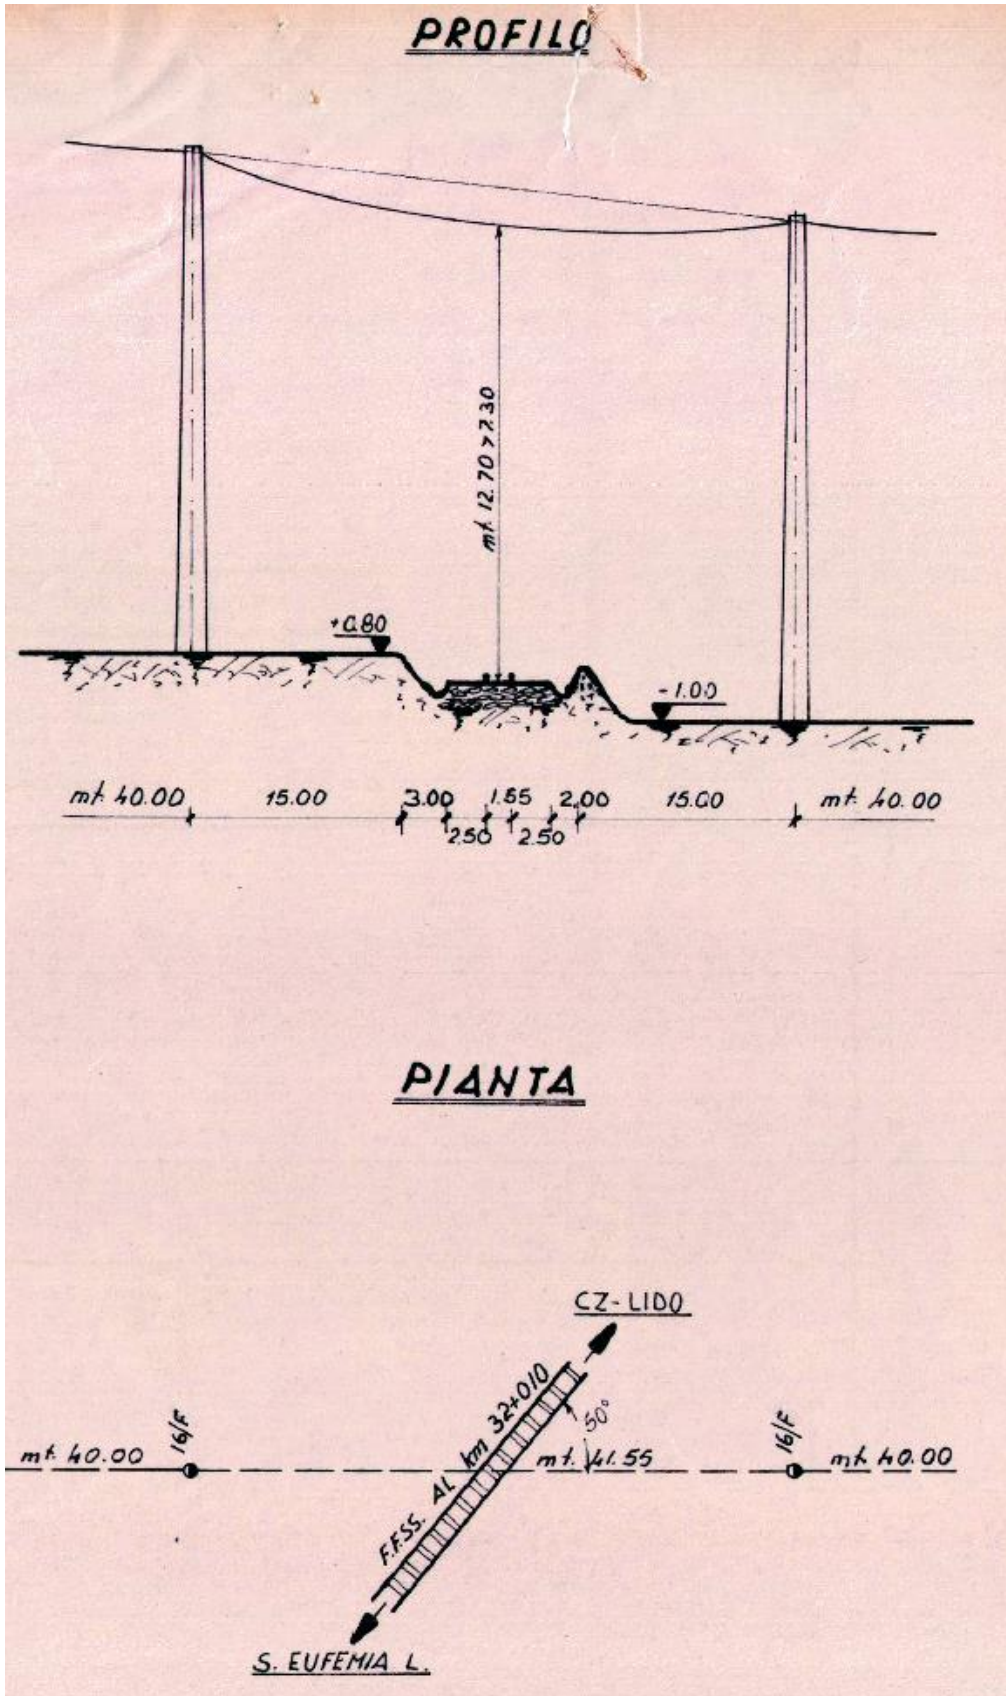 PROFILO
mt. 12.70 > 7.30
+0.80
-1.00
mt. 40.00 15.00 3.00 1.55 2.00 15.00 mt. 40.00
2.50 2.50
PIANTA
CZ-LIDO
F.F.SS. AL km 32+010
50°
16/F 16/F
mt. 40.00 mt. 41.55 mt. 40.00
S. EUFEMIA L.